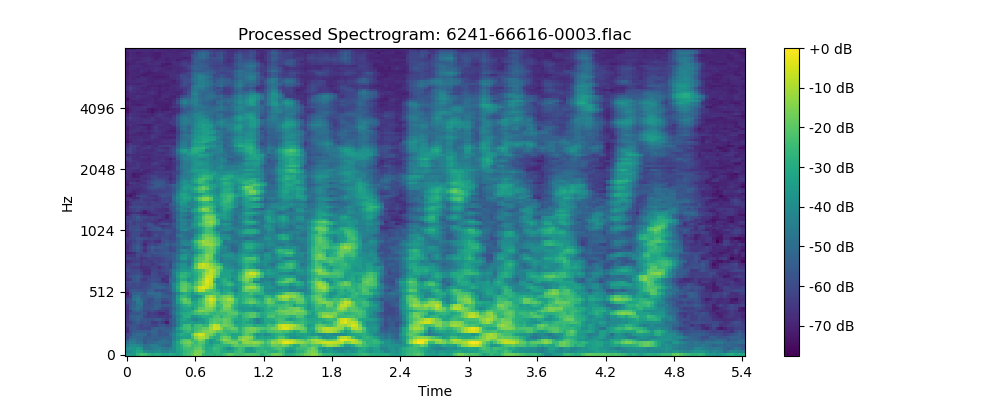 Processed Spectrogram: 6241-66616-0003.flac
Hz
4096
2048
1024
512
0
0 0.6 1.2 1.8 2.4 3 3.6 4.2 4.8 5.4
Time
+0 dB
-10 dB
-20 dB
-30 dB
-40 dB
-50 dB
-60 dB
-70 dB